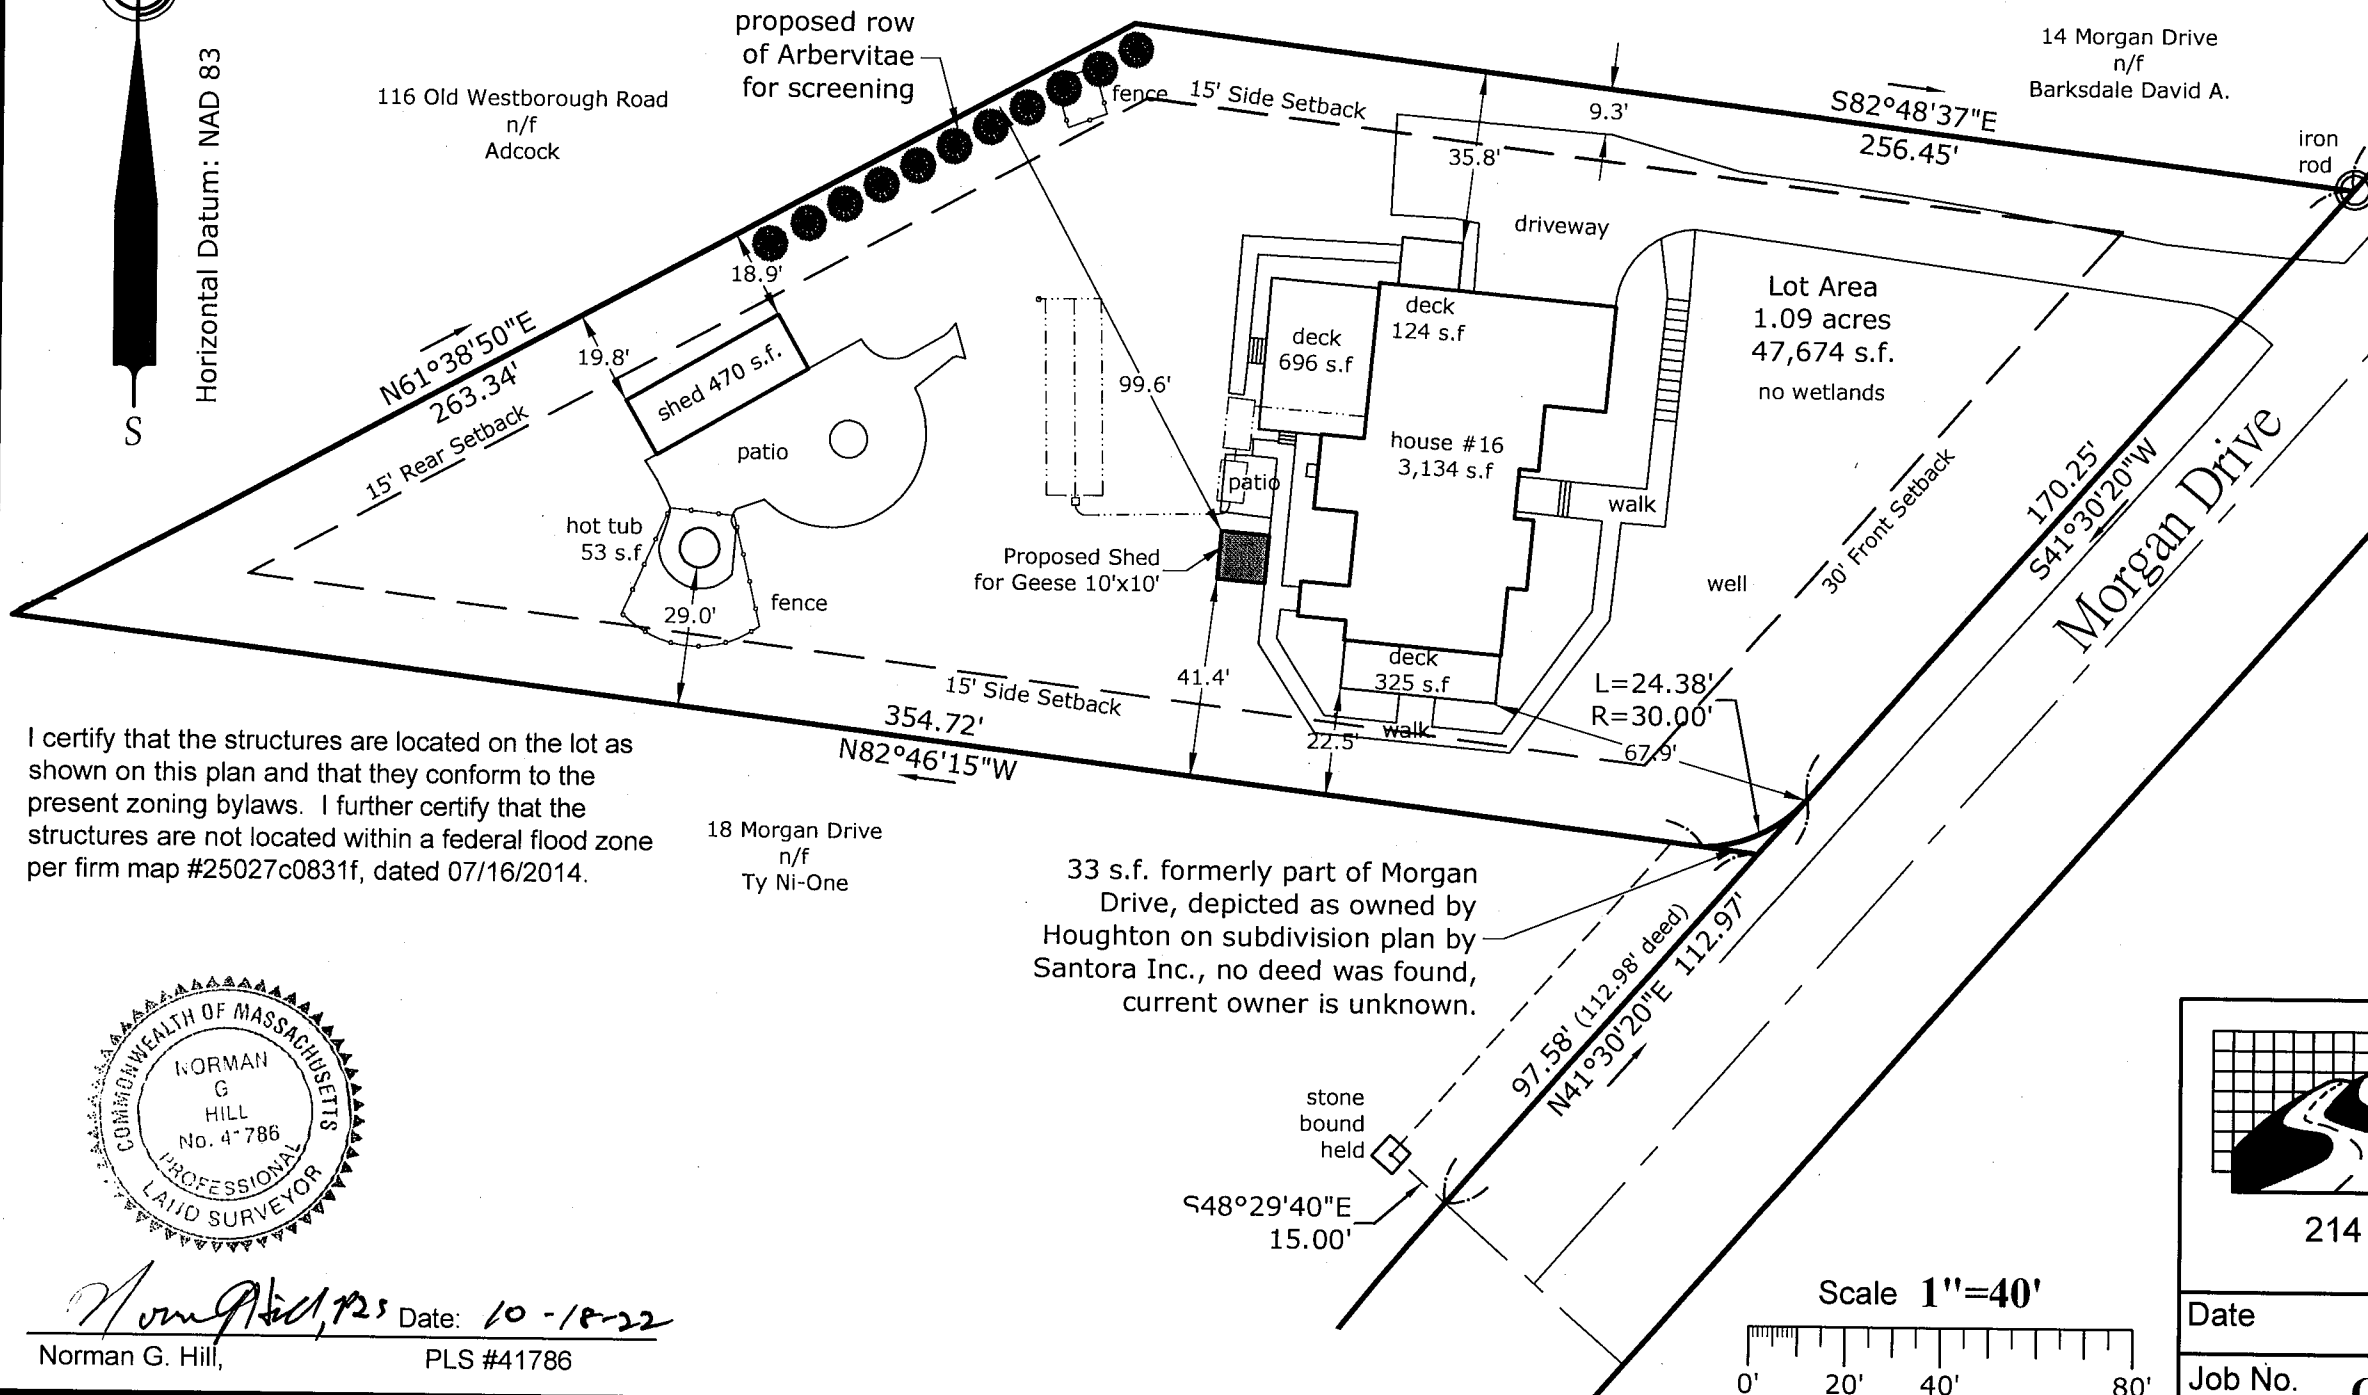 S
Horizontal Datum: NAD 83
116 Old Westborough Road
n/f
Adcock
proposed row
of Arbervitae
for screening
fence
15' Side Setback
14 Morgan Drive
n/f
Barksdale David A.
S82°48'37"E
256.45'
iron
rod
9.3'
35.8'
driveway
Lot Area
1.09 acres
47,674 s.f.
no wetlands
N61°38'50"E
263.34'
15' Rear Setback
18.9'
19.8'
shed 470 s.f.
patio
99.6'
deck
124 s.f
deck
696 s.f
house #16
3,134 s.f
patio
walk
hot tub
53 s.f
29.0'
fence
Proposed Shed
for Geese 10'x10'
well
30' Front Setback
170.25'
S41°30'20"W
Morgan Drive
deck
325 s.f
41.4'
22.5'
walk
67.9'
L=24.38'
R=30.00'
15' Side Setback
354.72'
N82°46'15"W
I certify that the structures are located on the lot as
shown on this plan and that they conform to the
present zoning bylaws. I further certify that the
structures are not located within a federal flood zone
per firm map #25027c0831f, dated 07/16/2014.
18 Morgan Drive
n/f
Ty Ni-One
33 s.f. formerly part of Morgan
Drive, depicted as owned by
Houghton on subdivision plan by
Santora Inc., no deed was found,
current owner is unknown.
97.58' (112.98' deed)
N41°30'20"E 112.97'
stone
bound
held
S48°29'40"E
15.00'
COMMONWEALTH OF MASSACHUSETTS
NORMAN
G
HILL
No. 41786
PROFESSIONAL
LAND SURVEYOR
Date: 10-18-22
Norman G. Hill, PLS #41786
Scale 1"=40'
0' 20' 40' 80'
214
Date
Job No.